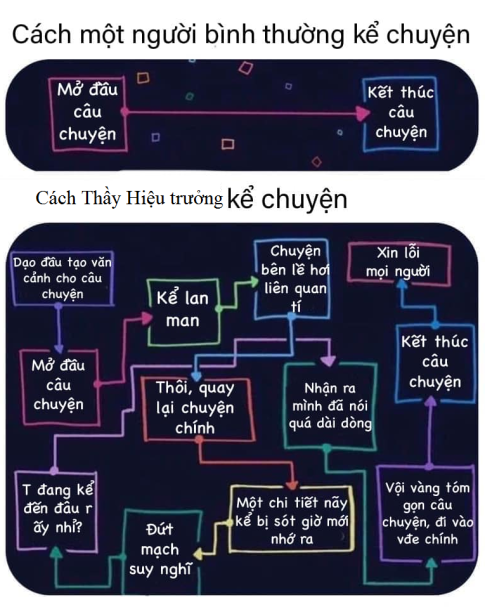 Cách một người bình thường kể chuyện
Mở đầu
câu
chuyện
Kết thúc
câu
chuyện
Cách Thầy Hiệu trưởng kể chuyện
Dạo đầu tạo văn
cảnh cho câu
chuyện
Kể lan
man
Chuyện
bên lề hơi
liên quan
tí
Xin lỗi
mọi người
Mở đầu
câu
chuyện
Thôi, quay
lại chuyện
chính
Nhận ra
mình đã nói
quá dài dòng
Kết thúc
câu
chuyện
T đang kể
đến đâu r
ấy nhỉ?
Đứt
mạch
suy nghĩ
Một chi tiết nãy
kể bị sót giờ mới
nhớ ra
Vội vàng tóm
gọn câu
chuyện, đi vào
vđe chính